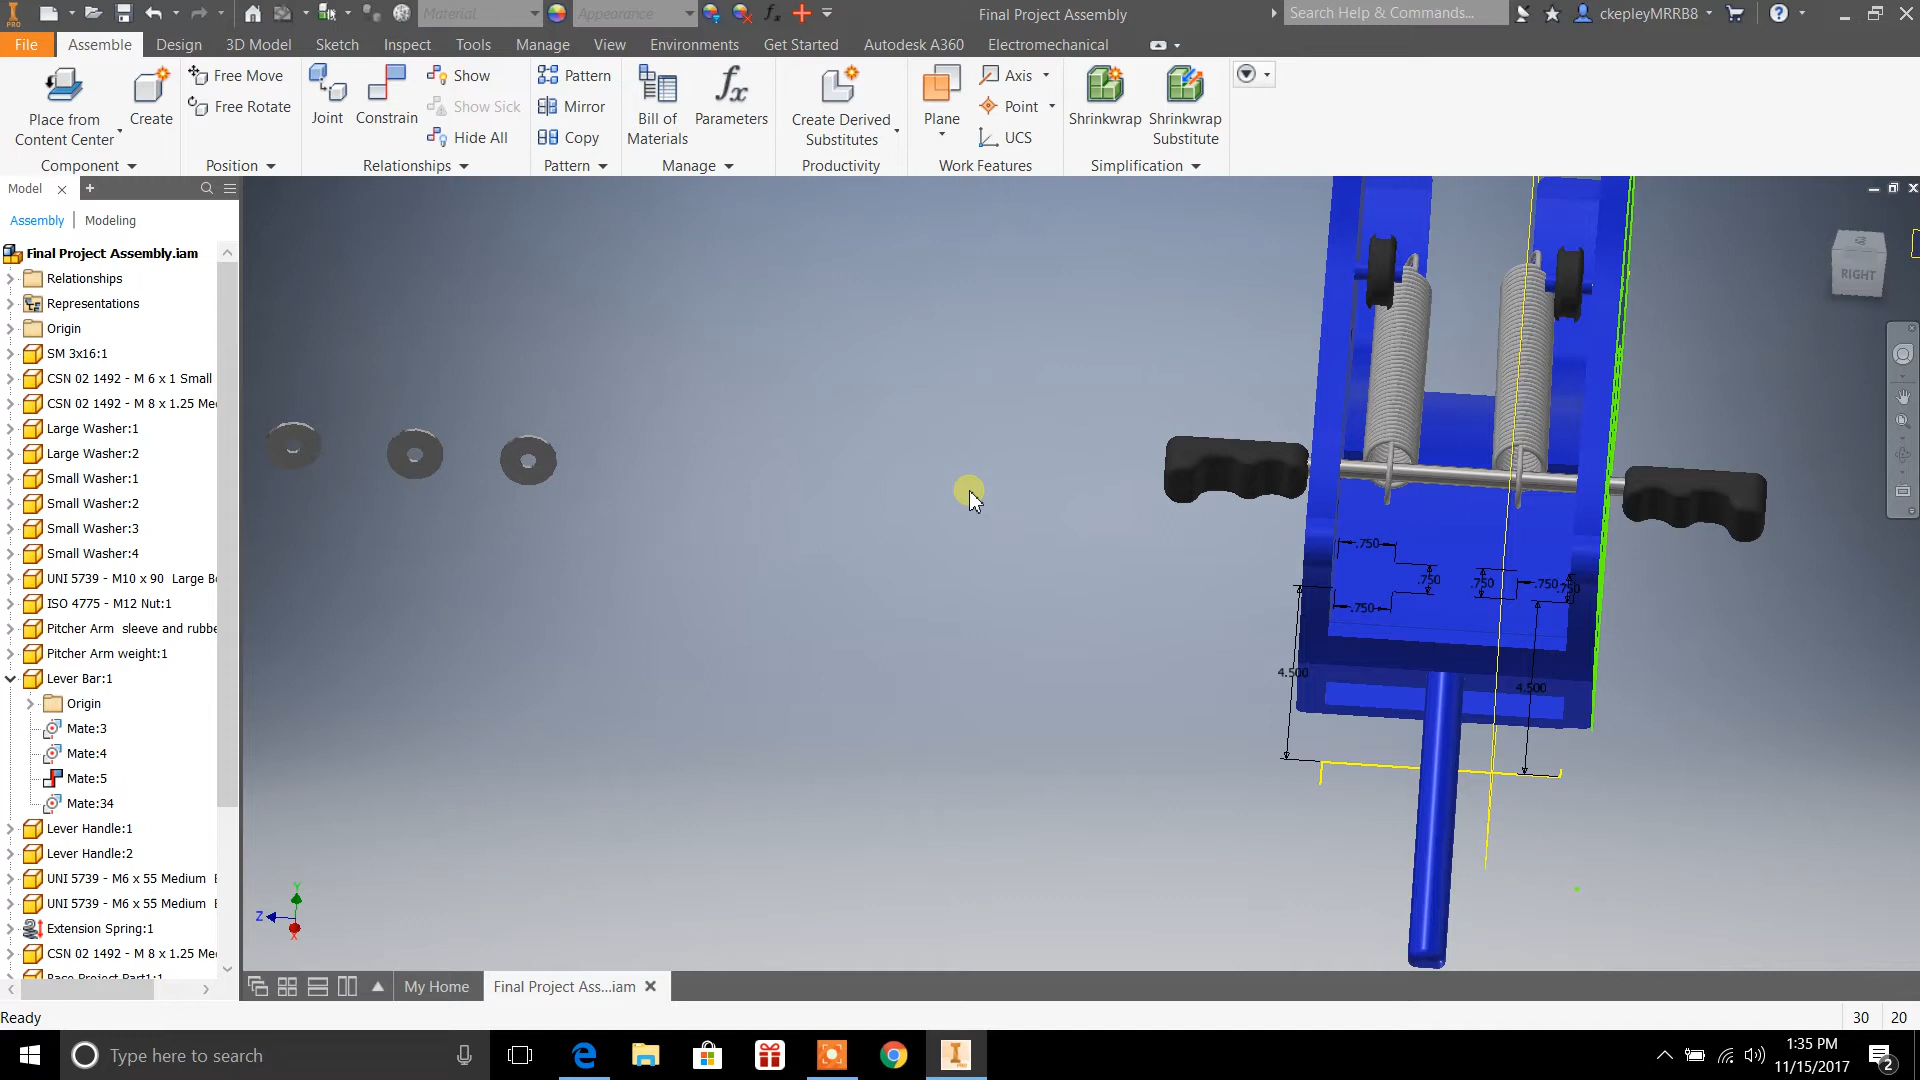 PRO
Material
Appearance
Final Project Assembly
Search Help & Commands...
ckepleyMRRB8
File
Assemble
Design
3D Model
Sketch
Inspect
Tools
Manage
View
Environments
Get Started
Autodesk A360
Electromechanical
Place from
Content Center
Create
Free Move
Free Rotate
Joint
Constrain
Show
Show Sick
Hide All
Pattern
Mirror
Copy
Bill of
Materials
Parameters
Create Derived
Substitutes
Plane
Axis
Point
UCS
Shrinkwrap
Shrinkwrap
Substitute
Component
Position
Relationships
Pattern
Manage
Productivity
Work Features
Simplification
Model
Assembly
Modeling
Final Project Assembly.iam
Relationships
Representations
Origin
SM 3x16:1
CSN 02 1492 - M 6 x 1 Small
CSN 02 1492 - M 8 x 1.25 Me
Large Washer:1
Large Washer:2
Small Washer:1
Small Washer:2
Small Washer:3
Small Washer:4
UNI 5739 - M10 x 90 Large B
ISO 4775 - M12 Nut:1
Pitcher Arm sleeve and rubbe
Pitcher Arm weight:1
Lever Bar:1
Origin
Mate:3
Mate:4
Mate:5
Mate:34
Lever Handle:1
Lever Handle:2
UNI 5739 - M6 x 55 Medium
UNI 5739 - M6 x 55 Medium
Extension Spring:1
CSN 02 1492 - M 8 x 1.25 Me
Base Project Part1:1
RIGHT
.750
.750
.750
.750
.750
.750
4.500
4.500
Y
Z
X
My Home
Final Project Ass...iam
Ready
30
20
Type here to search
1:35 PM
11/15/2017
2